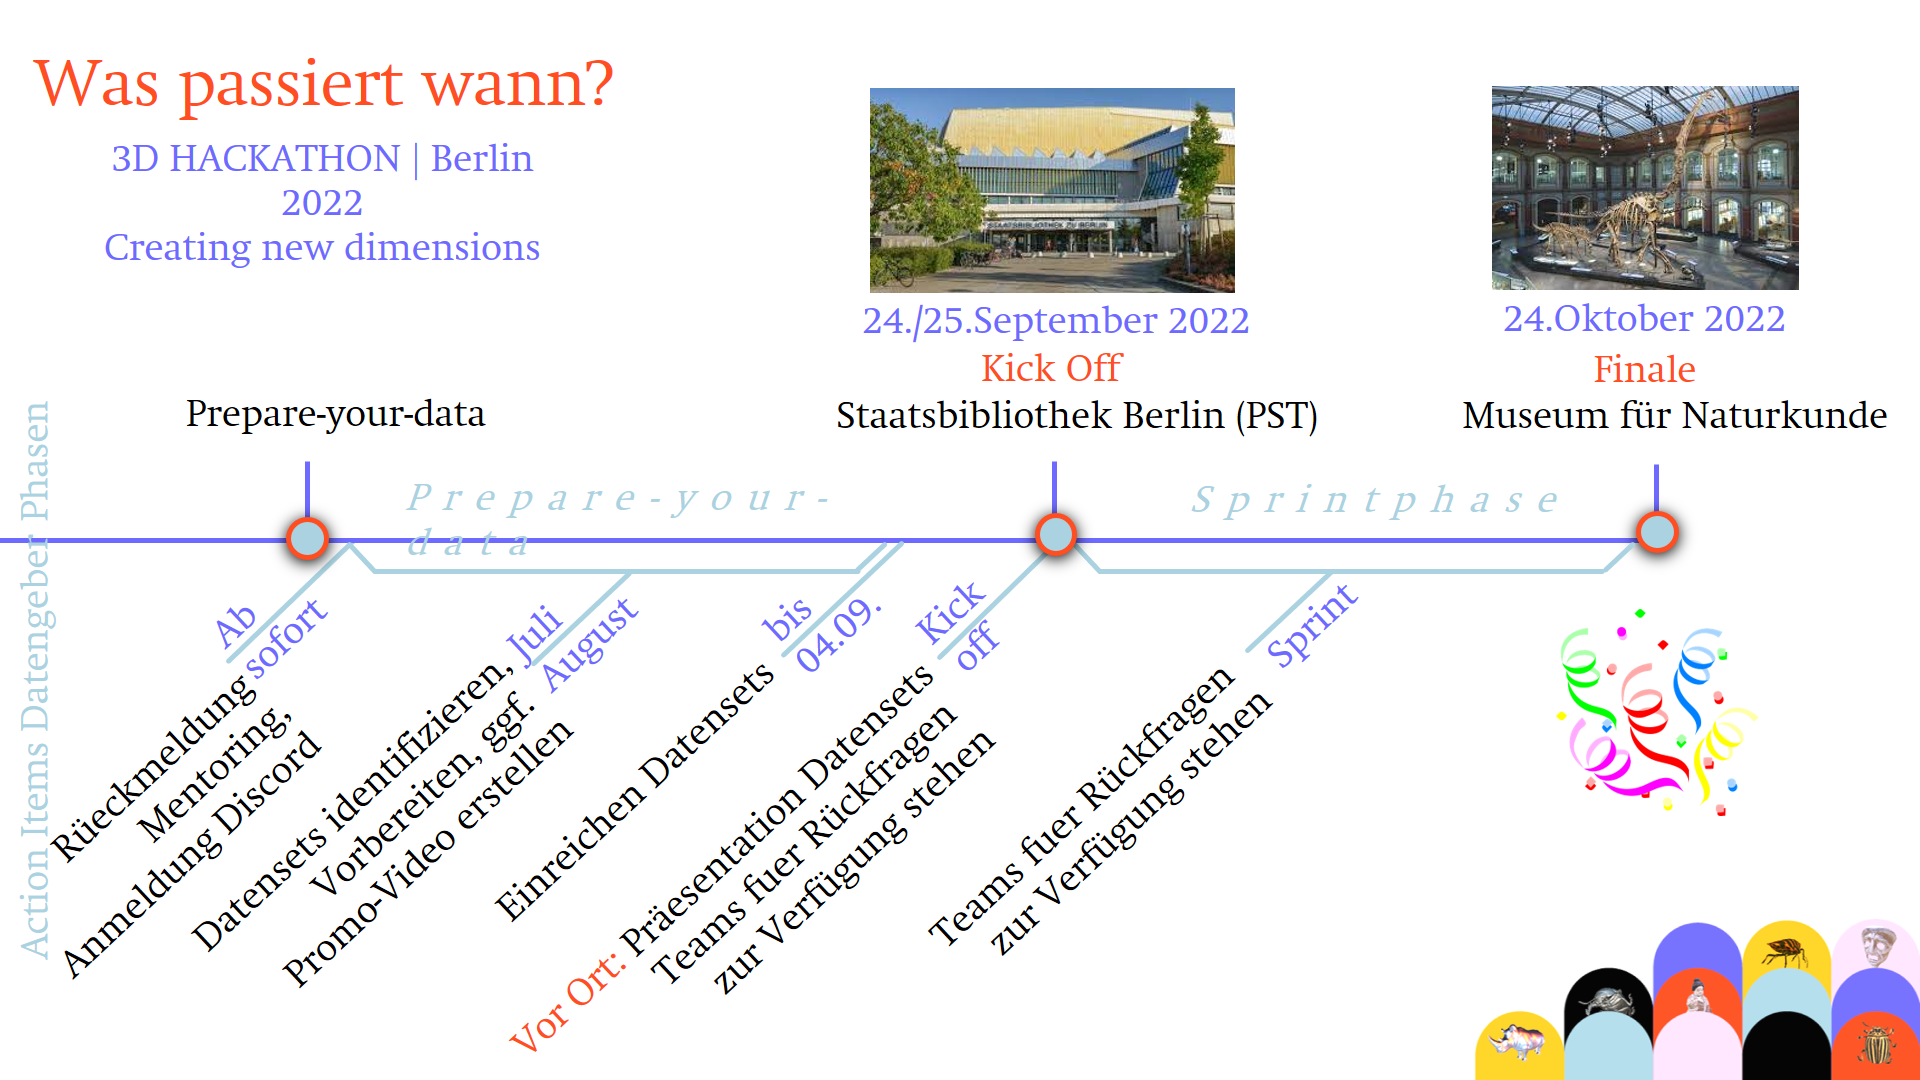 Was passiert wann?
3D HACKATHON | Berlin
2022
Creating new dimensions
STAATSBIBLIOTHEK ZU BERLIN
24./25.September 2022
Kick Off
Staatsbibliothek Berlin (PST)
24.Oktober 2022
Finale
Museum für Naturkunde
Prepare-your-data
Action Items Datengeber Phasen
Prepare-your-
data
Sprintphase
Ab
sofort
Rüeckmeldung
Mentoring,
Anmeldung Discord
Juli
August
Datensets identifizieren,
Vorbereiten, ggf.
Promo-Video erstellen
bis
04.09.
Einreichen Datensets
Kick
off
Vor Ort: Präesentation Datensets
Teams fuer Rückfragen
zur Verfügung stehen
Sprint
Teams fuer Rückfragen
zur Verfügung stehen